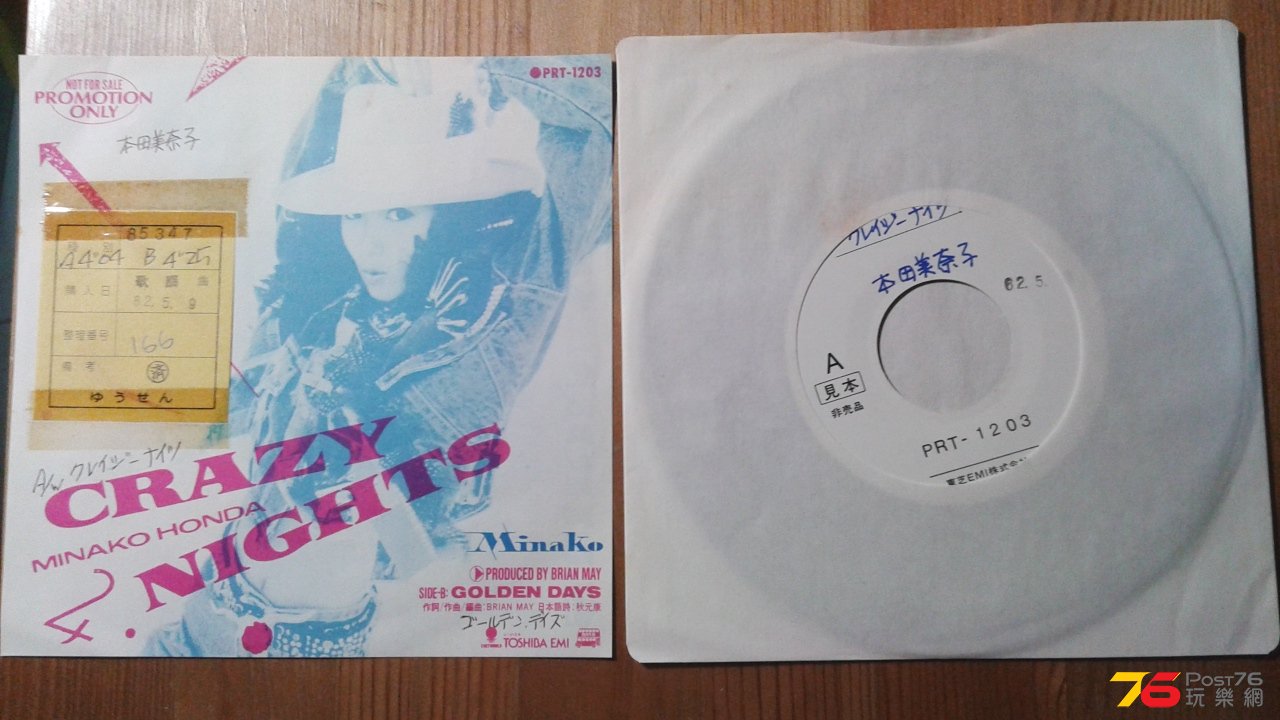 NOT FOR SALE
PROMOTION
ONLY
PRT-1203
本田美奈子
85347
種別
A 4'04 B 4'25
購入日
歌謡曲
62.5.9
整理番号
166
備考
済
ゆうせん
A/W クレイジーナイツ
CRAZY
MINAKO HONDA
NIGHTS
Minako
PRODUCED BY BRIAN MAY
SIDE-B: GOLDEN DAYS
作詞/作曲/編曲:BRIAN MAY 日本語詩:秋元康
ゴールデン.デイズ
TOSHIBA EMI
クレイジーナイツ
本田美奈子
62.5.
A
見本
非売品
PRT-1203
東芝EMI株式会社
76 POST76
玩樂網